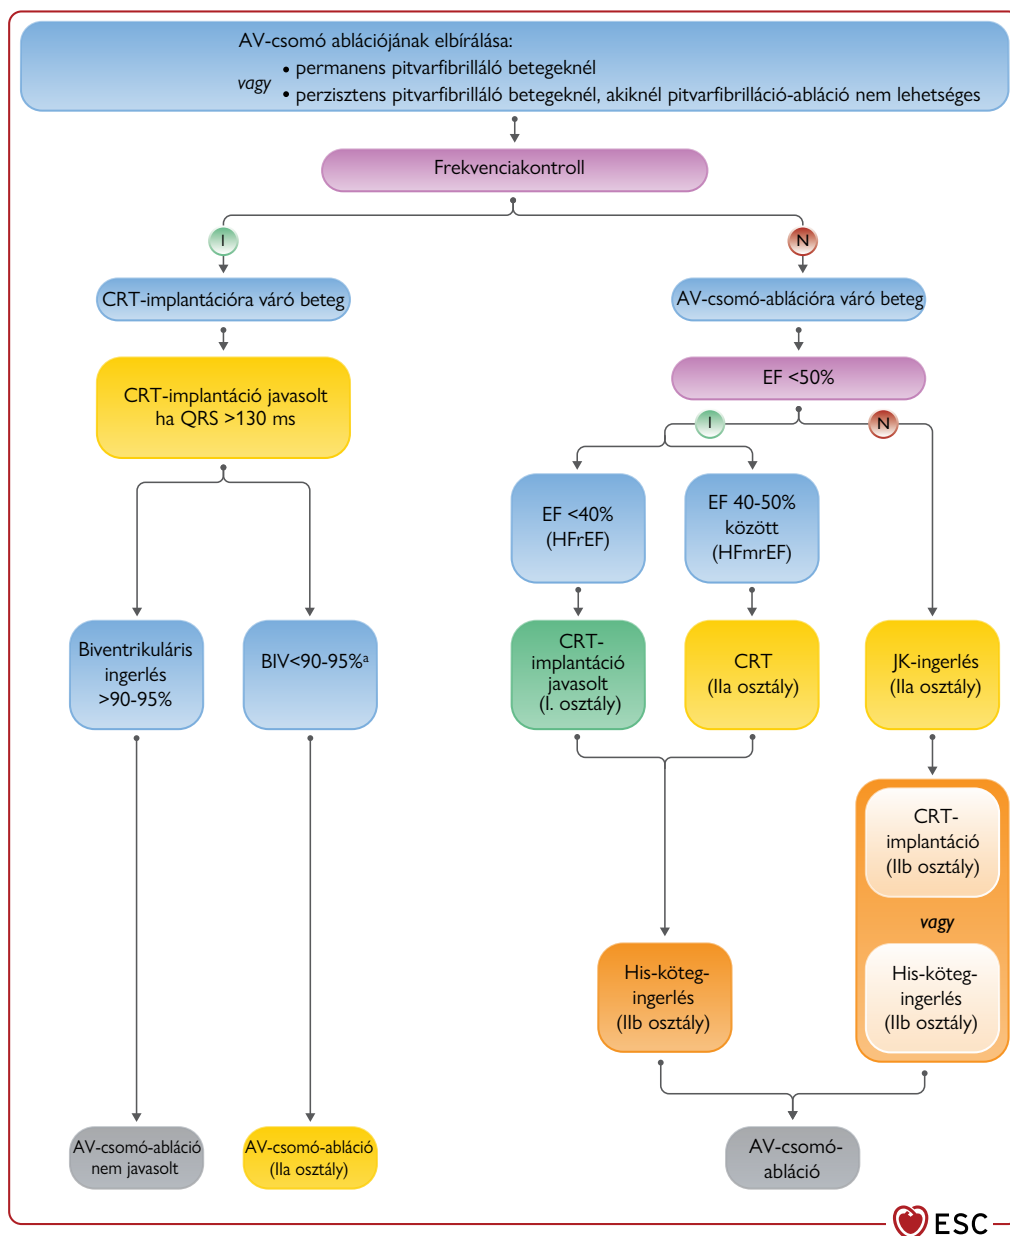 AV-csomó ablációjának elbírálása:
• permanens pitvarfibrilláló betegeknél
vagy
• perzisztens pitvarfibrilláló betegeknél, akiknél pitvarfibrilláció-abláció nem lehetséges
Frekvenciakontroll
I
N
CRT-implantációra váró beteg
AV-csomó-ablációra váró beteg
CRT-implantáció javasolt
ha QRS >130 ms
EF <50%
I
N
EF <40%
(HFrEF)
EF 40-50%
között
(HFmrEF)
Biventrikuláris
ingerlés
>90-95%
BIV<90-95%ᵃ
CRT-
implantáció
javasolt
(I. osztály)
CRT
(IIa osztály)
JK-ingerlés
(IIa osztály)
CRT-
implantáció
(IIb osztály)
vagy
His-köteg-
ingerlés
(IIb osztály)
His-köteg-
ingerlés
(IIb osztály)
AV-csomó-abláció
nem javasolt
AV-csomó-abláció
(IIa osztály)
AV-csomó-
abláció
ESC